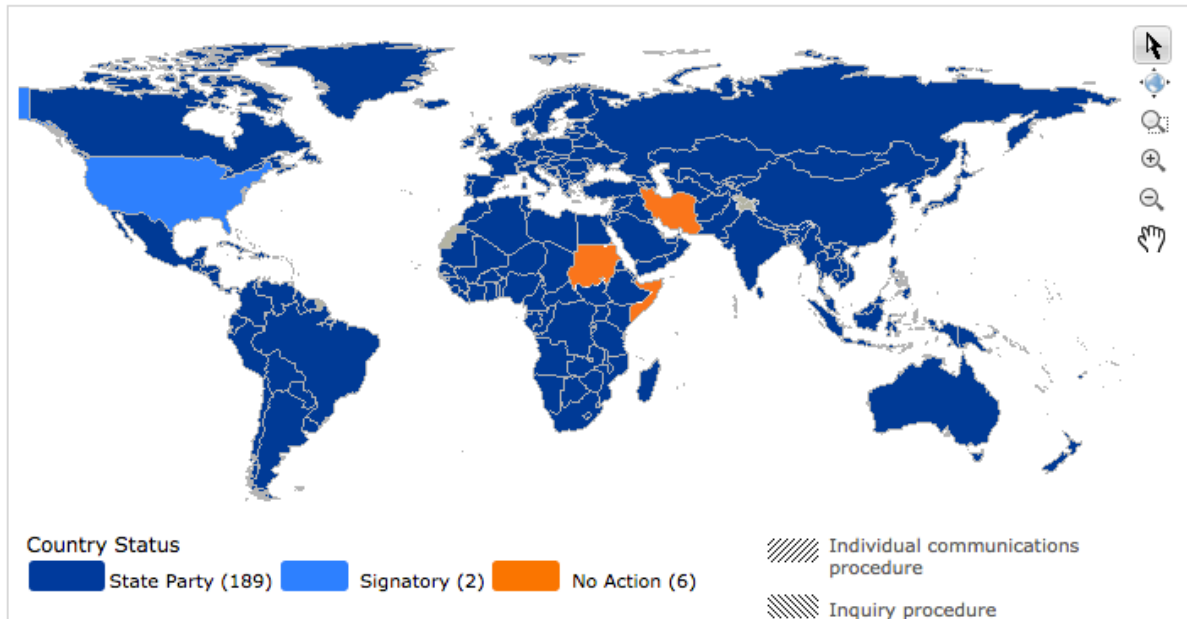 Country Status
State Party (189)
Signatory (2)
No Action (6)
Individual communications
procedure
Inquiry procedure